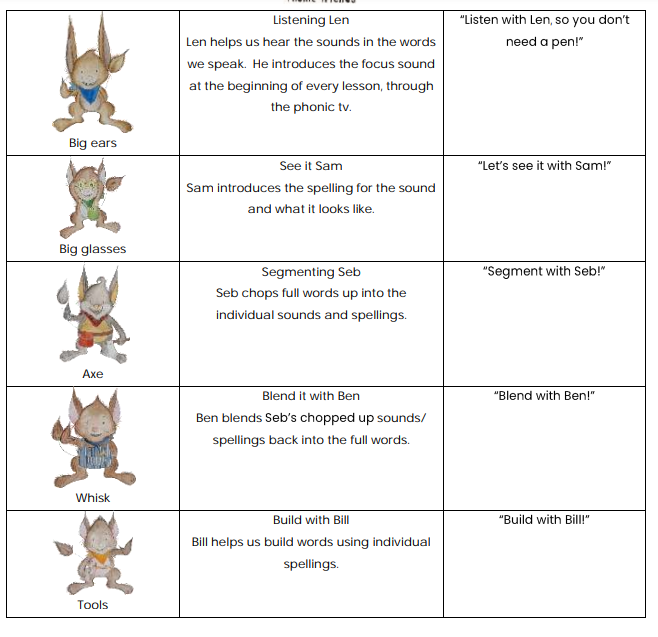 Listening Len
Len helps us hear the sounds in the words
we speak. He introduces the focus sound
at the beginning of every lesson, through
the phonic tv.
"Listen with Len, so you don't
need a pen!"
Big ears
See it Sam
Sam introduces the spelling for the sound
and what it looks like.
"Let's see it with Sam!"
Big glasses
Segmenting Seb
Seb chops full words up into the
individual sounds and spellings.
"Segment with Seb!"
Axe
Blend it with Ben
Ben blends Seb's chopped up sounds/
spellings back into the full words.
"Blend with Ben!"
Whisk
Build with Bill
Bill helps us build words using individual
spellings.
"Build with Bill!"
Tools